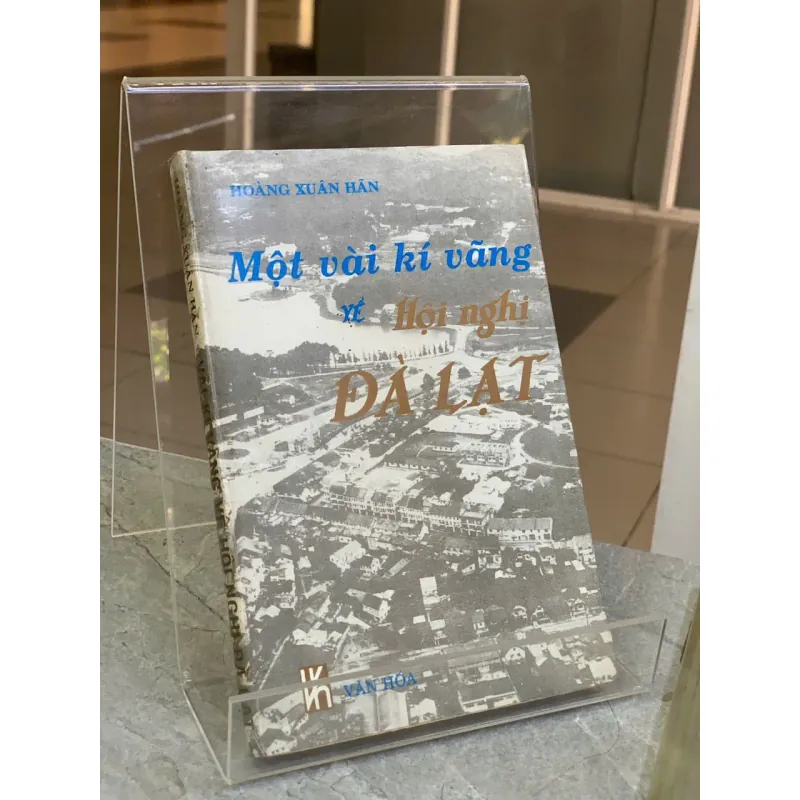 HOÀNG XUÂN HÃN
Một vài kí vãng
VỀ Hội nghị
ĐÀ LẠT
VĂN HÓA